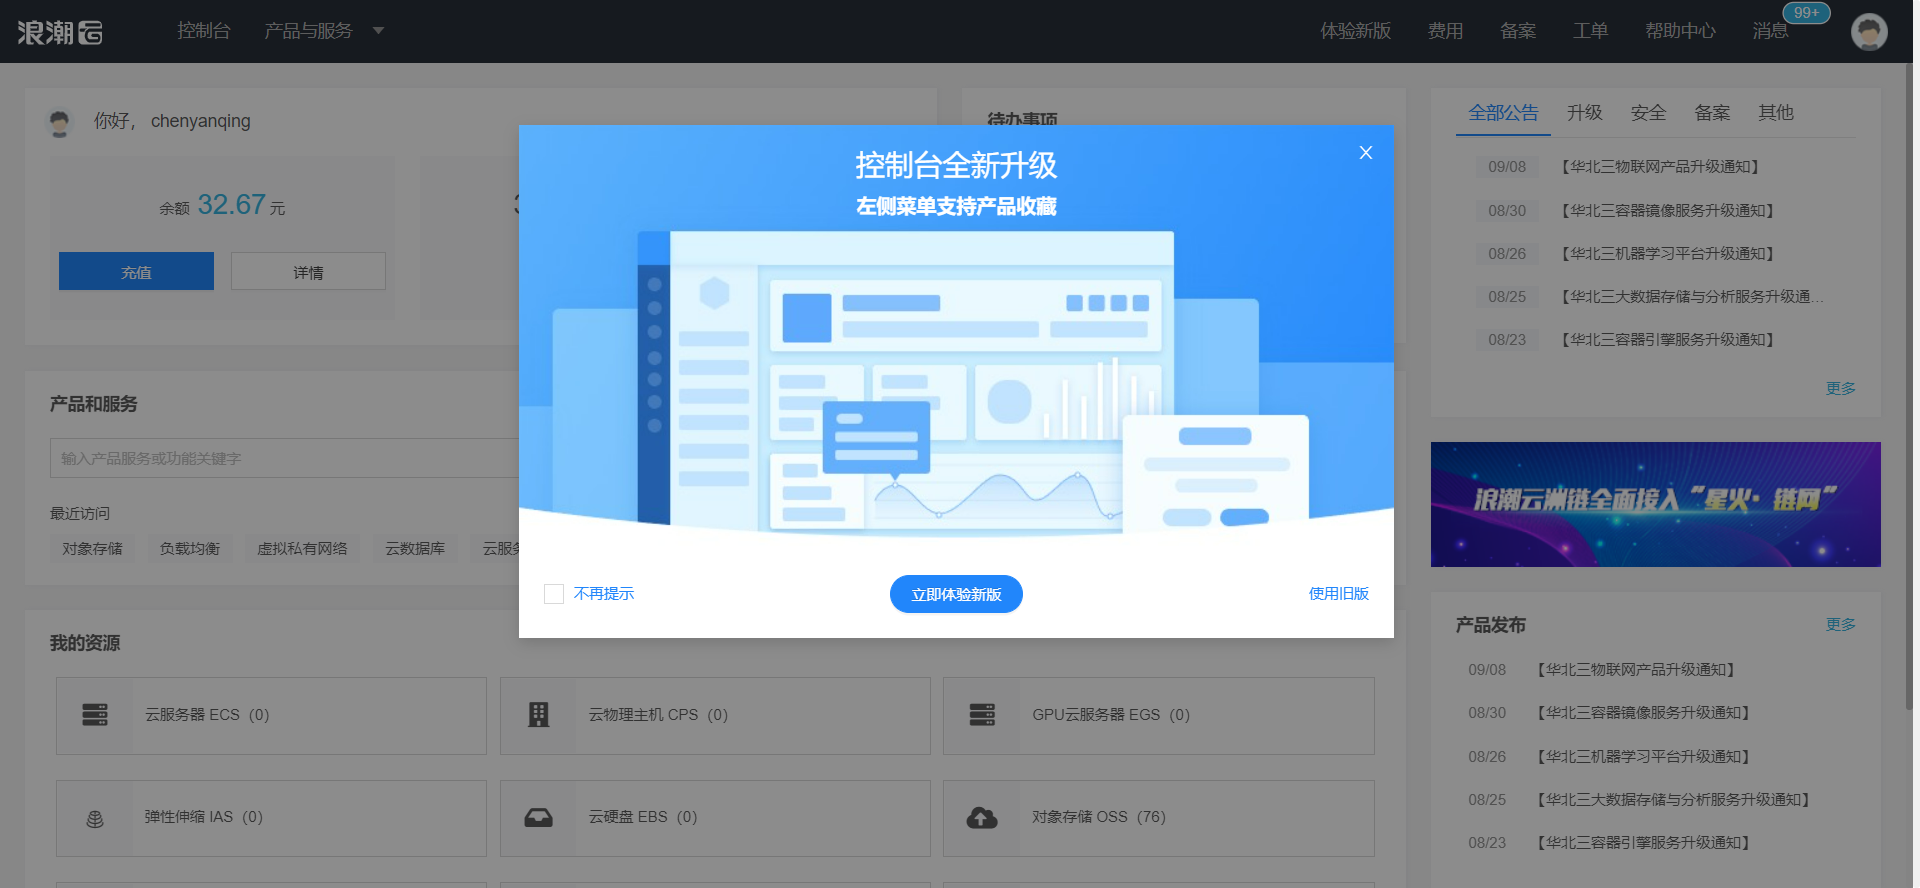 浪潮云
控制台
产品与服务
体验新版
费用
备案
工单
帮助中心
消息
99+
你好， chenyanqing
余额 32.67 元
充值
详情
待办事项
控制台全新升级
左侧菜单支持产品收藏
不再提示
立即体验新版
使用旧版
产品和服务
输入产品服务或功能关键字
最近访问
对象存储
负载均衡
虚拟私有网络
云数据库
我的资源
云服务器 ECS（0）
云物理主机 CPS（0）
GPU云服务器 EGS（0）
弹性伸缩 IAS（0）
云硬盘 EBS（0）
对象存储 OSS（76）
全部公告
升级
安全
备案
其他
09/08 【华北三物联网产品升级通知】
08/30 【华北三容器镜像服务升级通知】
08/26 【华北三机器学习平台升级通知】
08/25 【华北三大数据存储与分析服务升级通...
08/23 【华北三容器引擎服务升级通知】
更多
浪潮云洲链全面接入“星火·链网”
产品发布
更多
09/08 【华北三物联网产品升级通知】
08/30 【华北三容器镜像服务升级通知】
08/26 【华北三机器学习平台升级通知】
08/25 【华北三大数据存储与分析服务升级通知】
08/23 【华北三容器引擎服务升级通知】